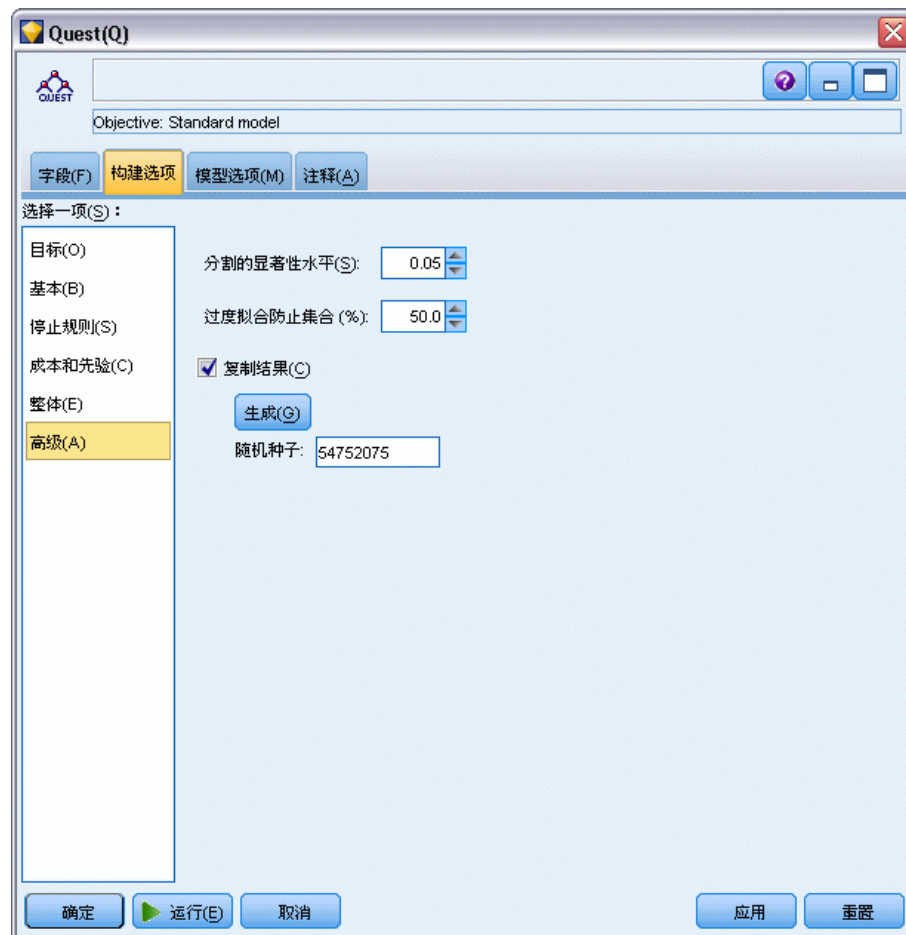 Quest(Q)
QUEST
Objective: Standard model
字段(F) 构建选项 模型选项(M) 注释(A)
选择一项(S)：
目标(O)
基本(B)
停止规则(S)
成本和先验(C)
整体(E)
高级(A)
分割的显著性水平(S): 0.05
过度拟合防止集合 (%): 50.0
复制结果(C)
生成(G)
随机种子: 54752075
确定 运行(E) 取消 应用 重置